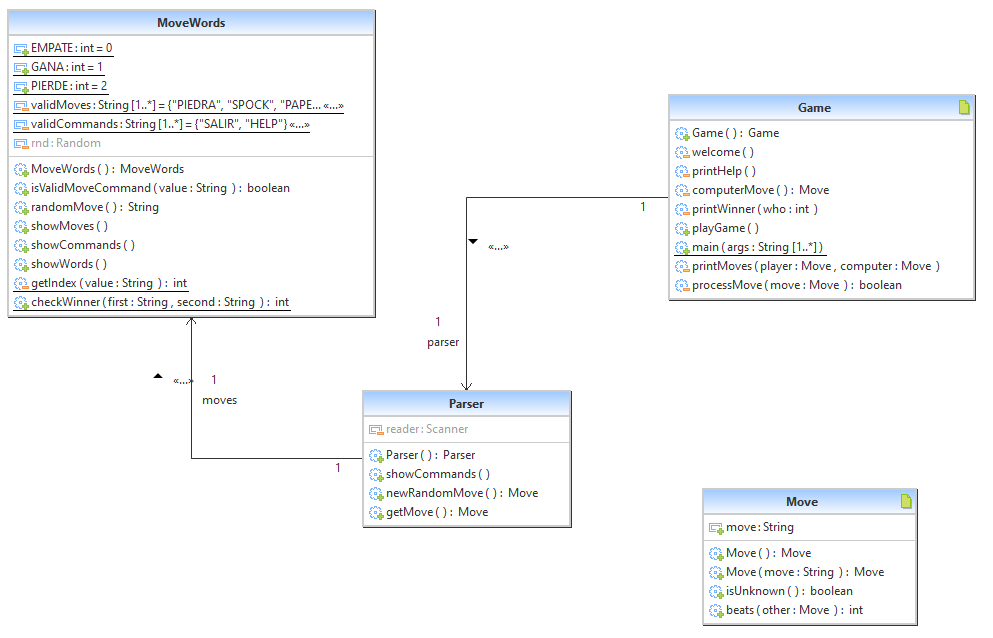 MoveWords
EMPATE : int = 0
GANA : int = 1
PIERDE : int = 2
validMoves : String [1..*] = {"PIEDRA", "SPOCK", "PAPE... «...»
validCommands : String [1..*] = {"SALIR", "HELP"} «...»
rnd : Random
MoveWords ( ) : MoveWords
isValidMoveCommand ( value : String ) : boolean
randomMove ( ) : String
showMoves ( )
showCommands ( )
showWords ( )
getIndex ( value : String ) : int
checkWinner ( first : String , second : String ) : int
Game
Game ( ) : Game
welcome ( )
printHelp ( )
computerMove ( ) : Move
printWinner ( who : int )
playGame ( )
main ( args : String [1..*] )
printMoves ( player : Move , computer : Move )
processMove ( move : Move ) : boolean
1
«...»
1
parser
«...»
1
moves
1
Parser
reader : Scanner
Parser ( ) : Parser
showCommands ( )
newRandomMove ( ) : Move
getMove ( ) : Move
Move
move : String
Move ( ) : Move
Move ( move : String ) : Move
isUnknown ( ) : boolean
beats ( other : Move ) : int